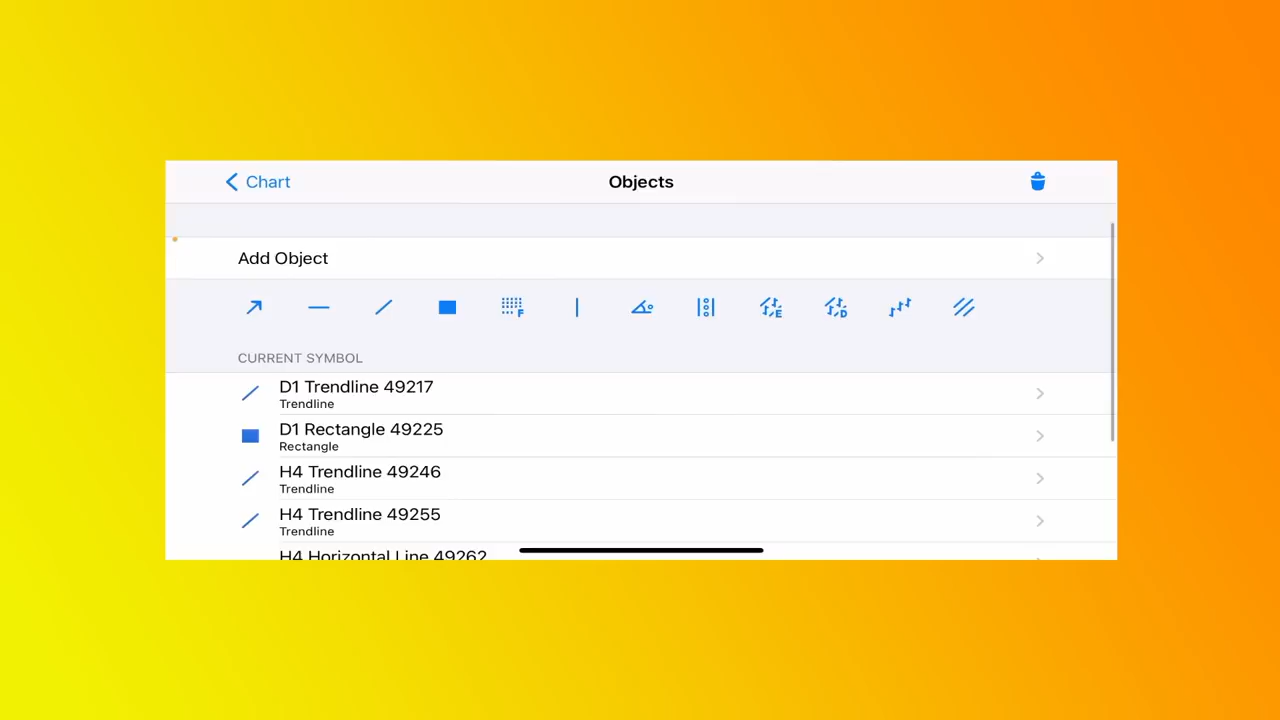 Chart
Objects
Add Object
F
E
D
CURRENT SYMBOL
D1 Trendline 49217
Trendline
D1 Rectangle 49225
Rectangle
H4 Trendline 49246
Trendline
H4 Trendline 49255
Trendline
H4 Horizontal Line 49262